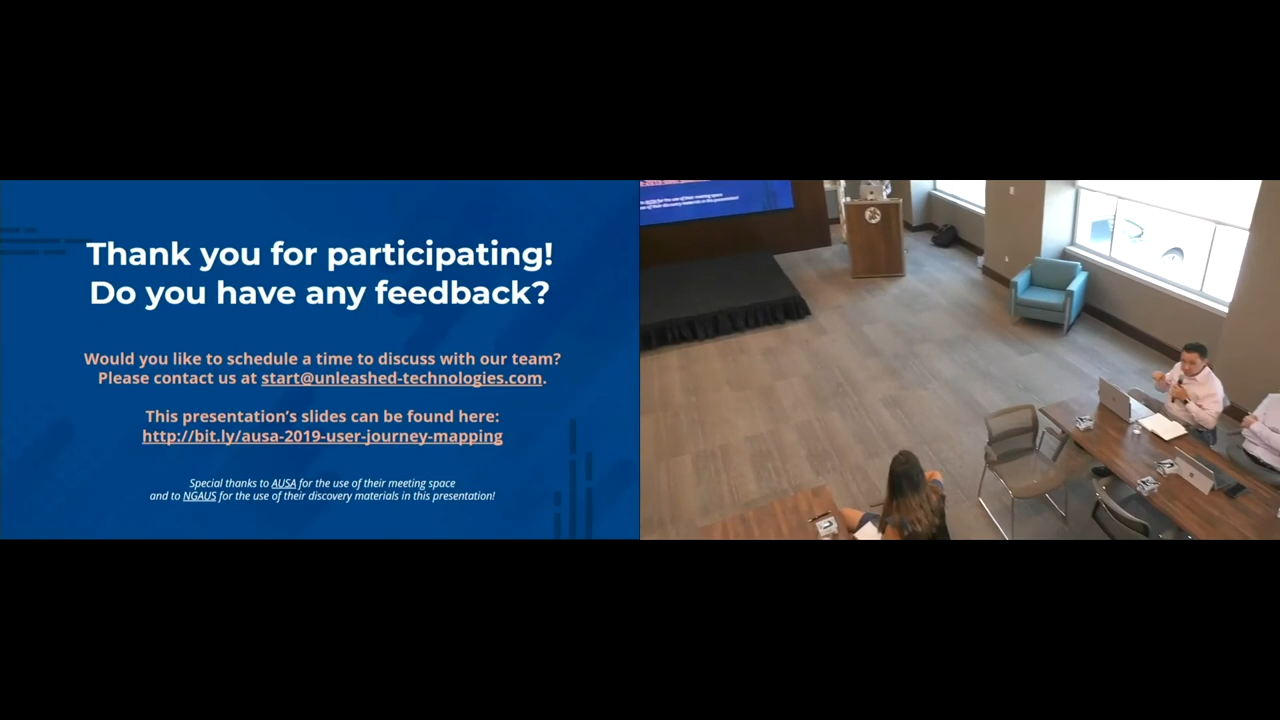 Thank you for participating!
Do you have any feedback?
Would you like to schedule a time to discuss with our team?
Please contact us at start@unleashed-technologies.com.
This presentation's slides can be found here:
http://bit.ly/ausa-2019-user-journey-mapping
Special thanks to AUSA for the use of their meeting space
and to NGAUS for the use of their discovery materials in this presentation!